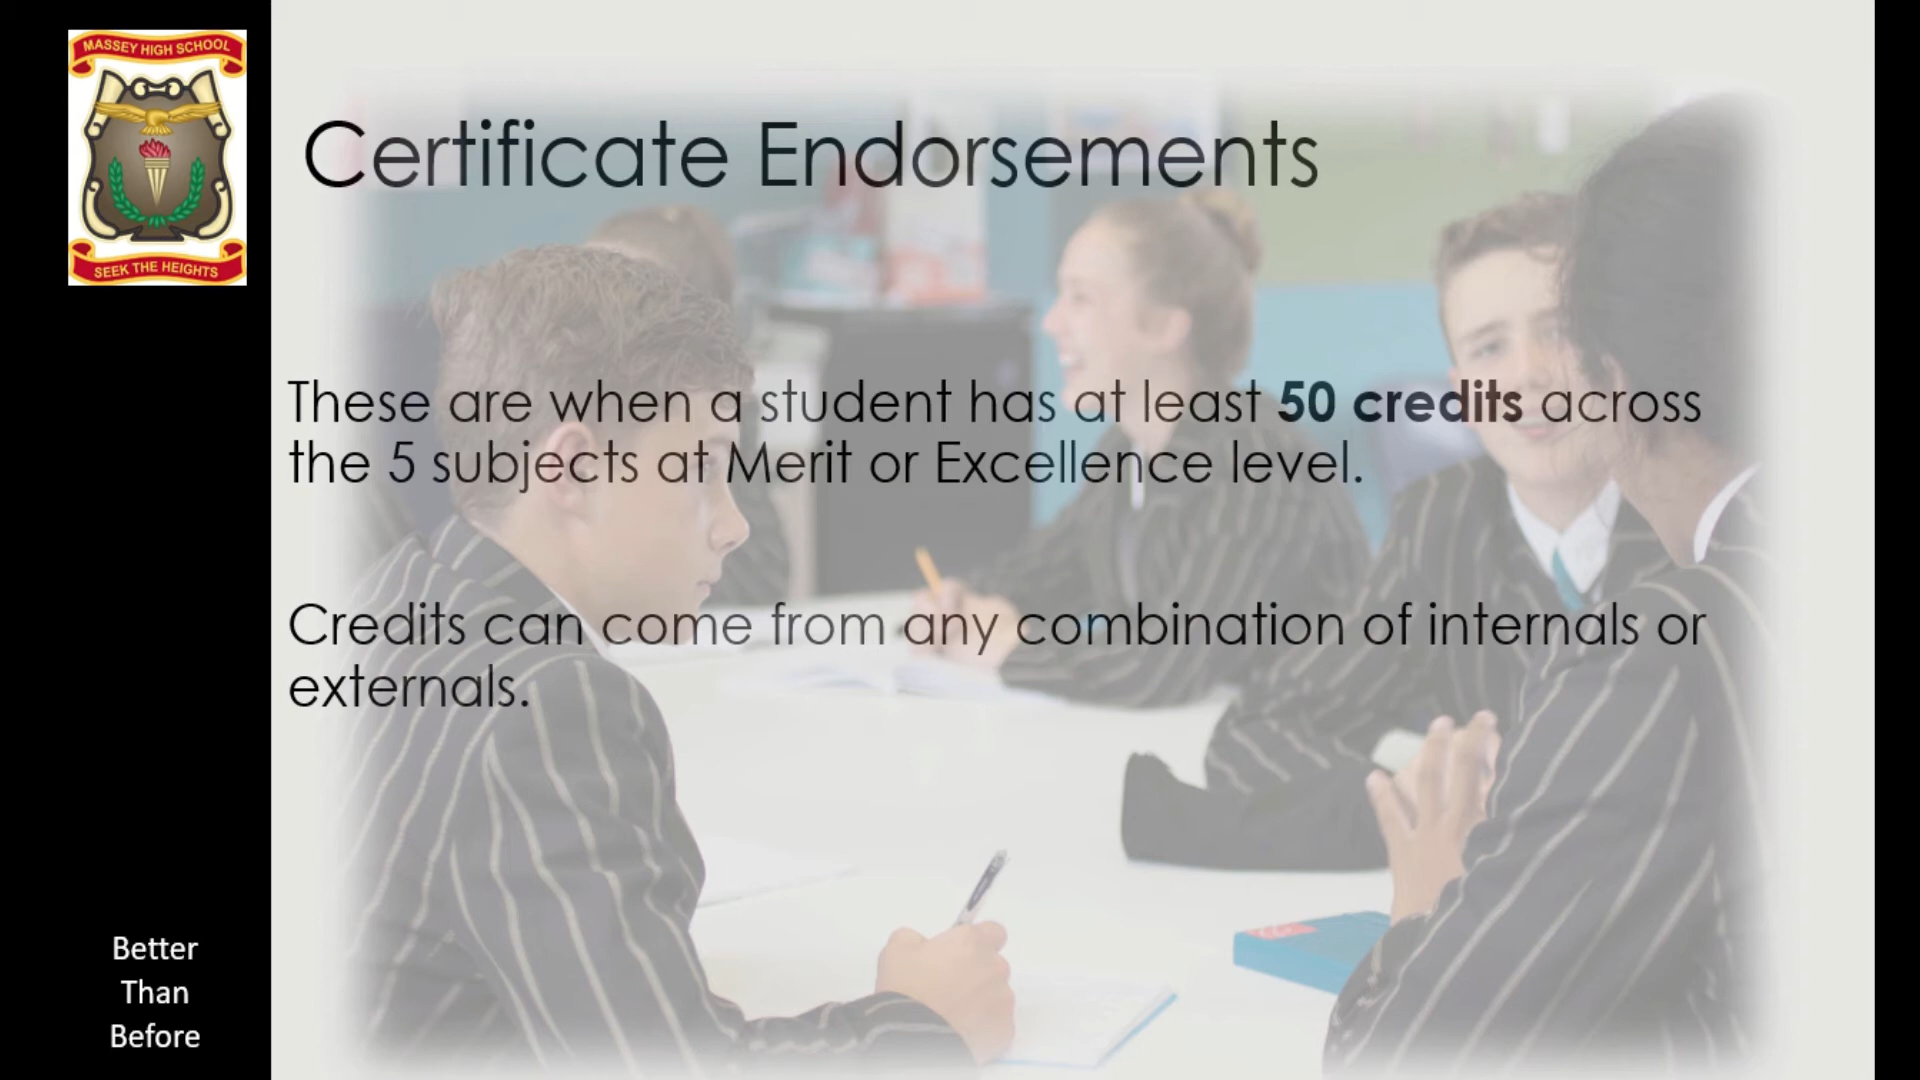 MASSEY HIGH SCHOOL
SEEK THE HEIGHTS
Certificate Endorsements
These are when a student has at least 50 credits across
the 5 subjects at Merit or Excellence level.
Credits can come from any combination of internals or
externals.
Better
Than
Before